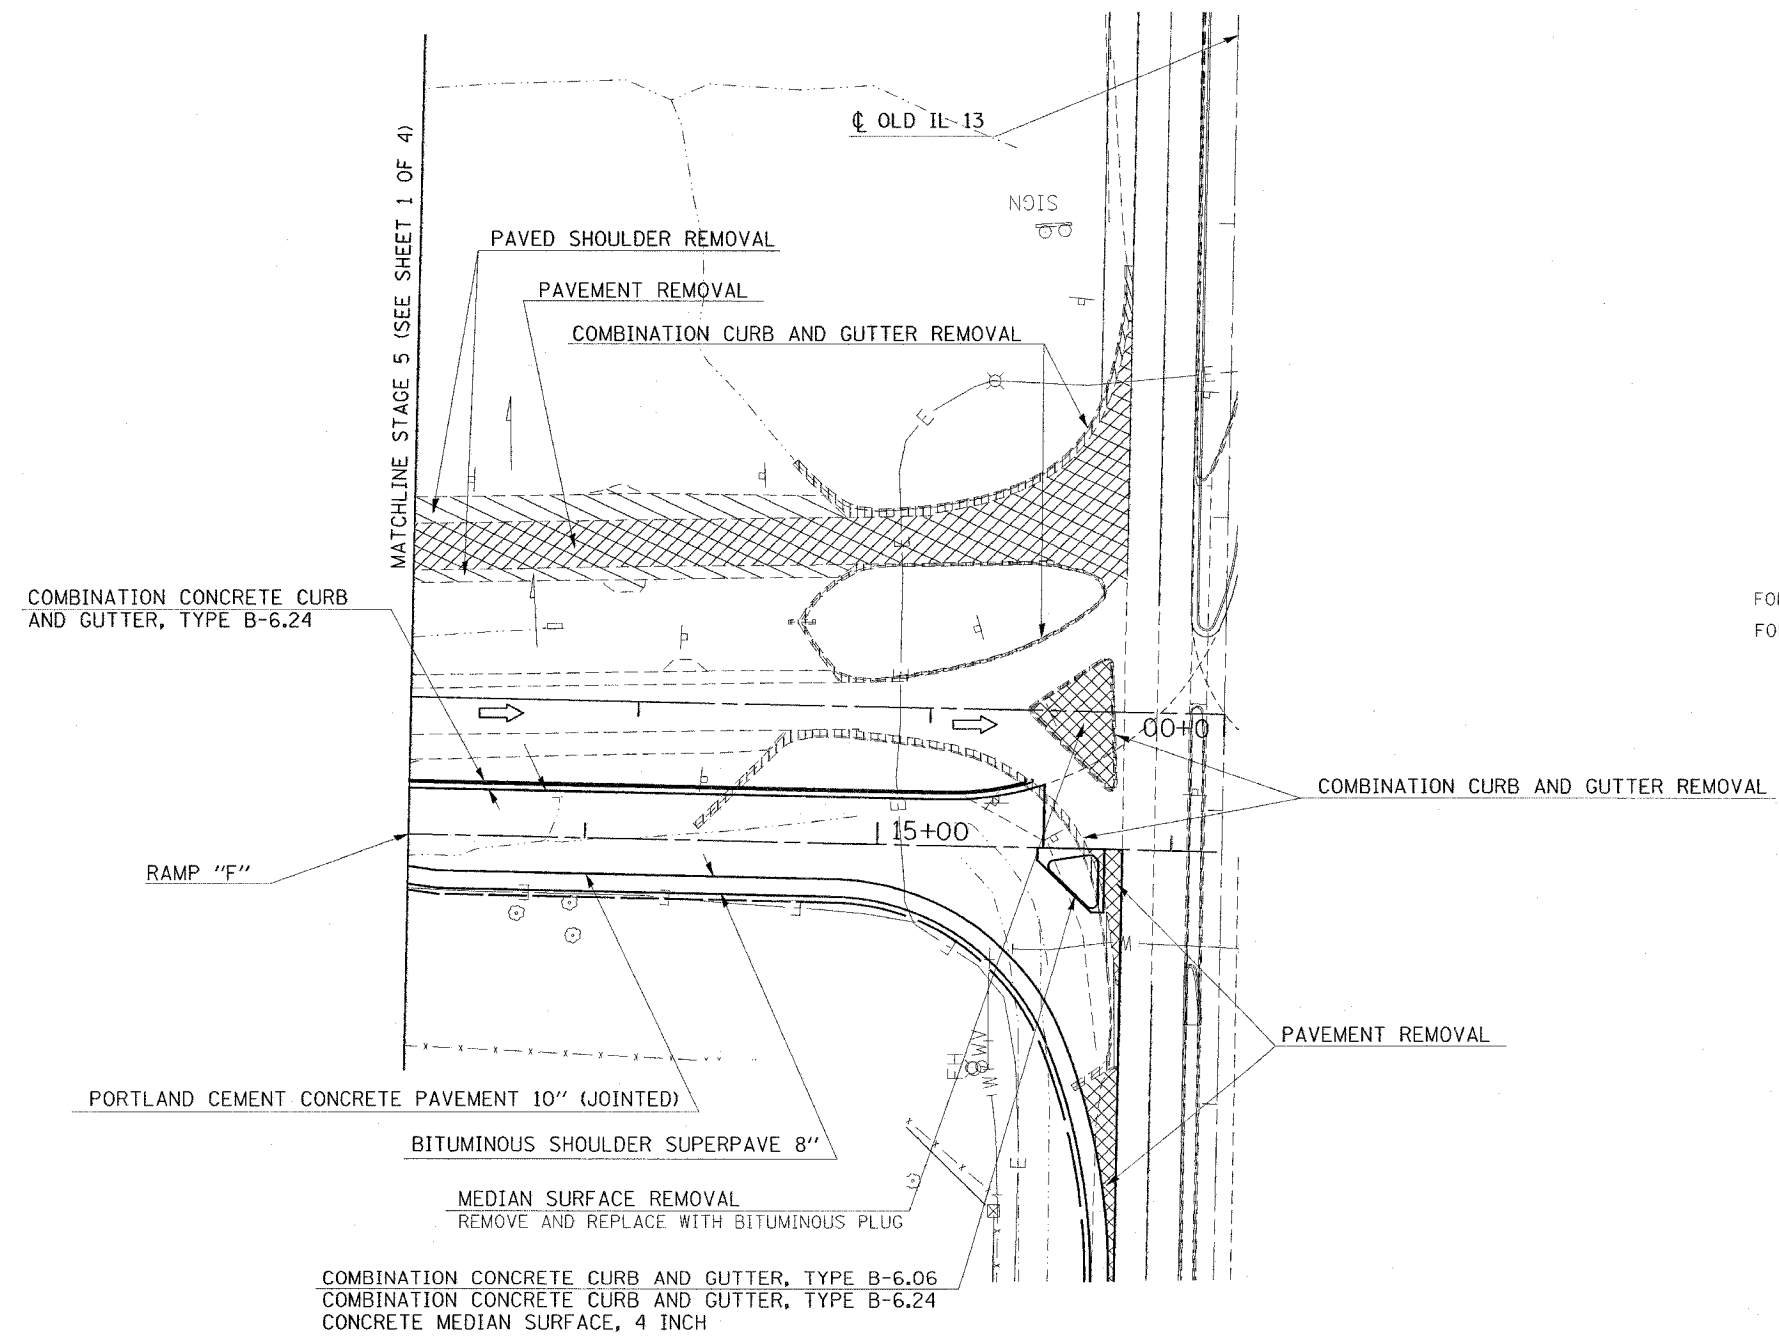 ℄ OLD IL 13
SIGN
MATCHLINE STAGE 5 (SEE SHEET 1 OF 4)
PAVED SHOULDER REMOVAL
PAVEMENT REMOVAL
COMBINATION CURB AND GUTTER REMOVAL
E
E
COMBINATION CONCRETE CURB
AND GUTTER, TYPE B-6.24
00+0
COMBINATION CURB AND GUTTER REMOVAL
15+00
RAMP "F"
W
PAVEMENT REMOVAL
FH
W
PORTLAND CEMENT CONCRETE PAVEMENT 10" (JOINTED)
BITUMINOUS SHOULDER SUPERPAVE 8"
E
MEDIAN SURFACE REMOVAL
REMOVE AND REPLACE WITH BITUMINOUS PLUG
COMBINATION CONCRETE CURB AND GUTTER, TYPE B-6.06
COMBINATION CONCRETE CURB AND GUTTER, TYPE B-6.24
CONCRETE MEDIAN SURFACE, 4 INCH